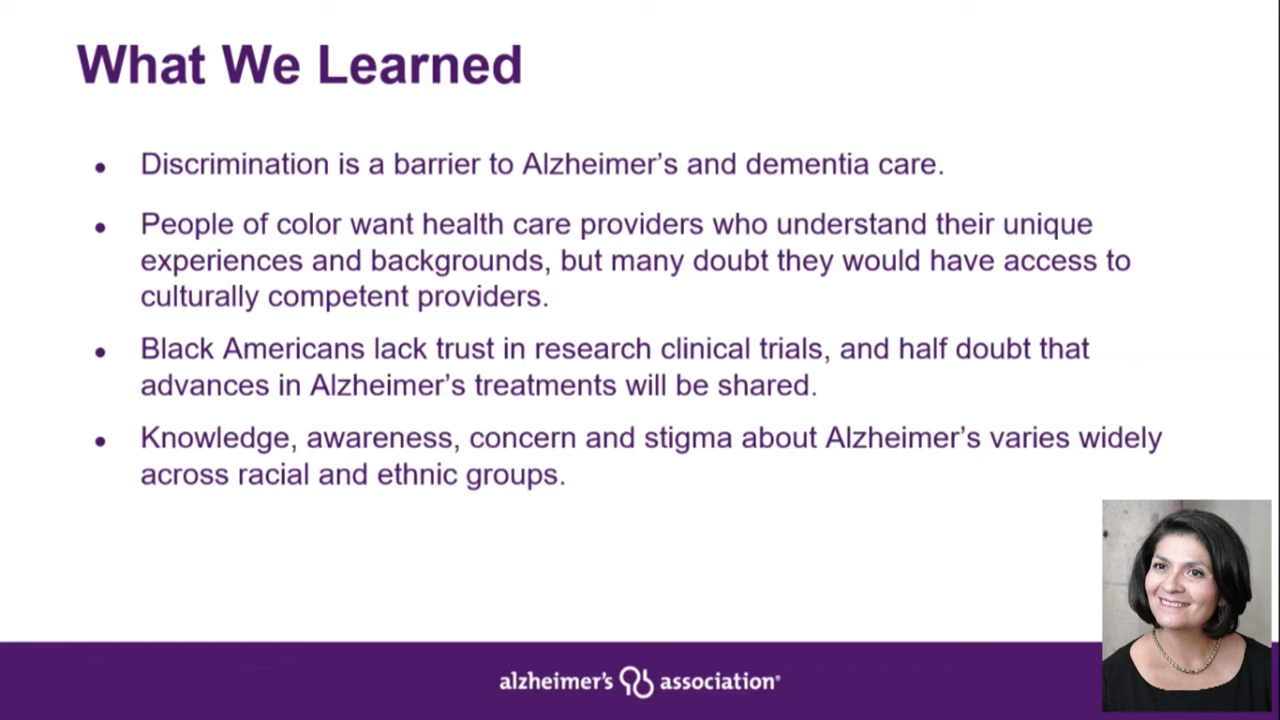 What We Learned
• Discrimination is a barrier to Alzheimer’s and dementia care.
• People of color want health care providers who understand their unique
experiences and backgrounds, but many doubt they would have access to
culturally competent providers.
• Black Americans lack trust in research clinical trials, and half doubt that
advances in Alzheimer’s treatments will be shared.
• Knowledge, awareness, concern and stigma about Alzheimer’s varies widely
across racial and ethnic groups.
alzheimer’s association®